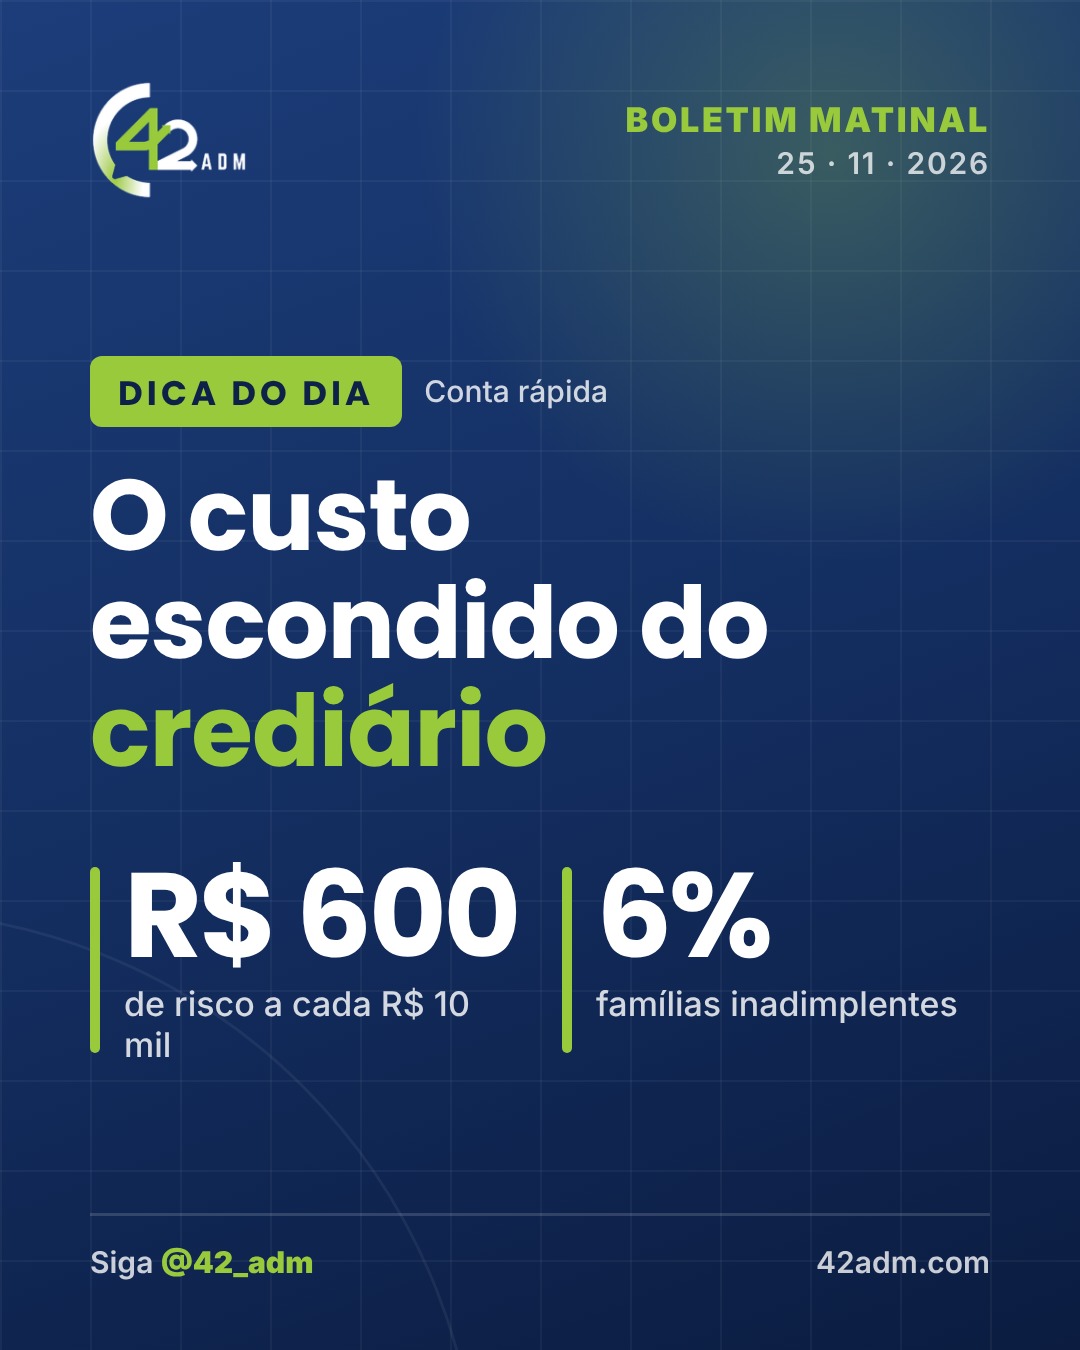 42 ADM
BOLETIM MATINAL
25 · 11 · 2026
DICA DO DIA
Conta rápida
O custo
escondido do
crediário
R$ 600
de risco a cada R$ 10
mil
6%
famílias inadimplentes
Siga @42_adm
42adm.com